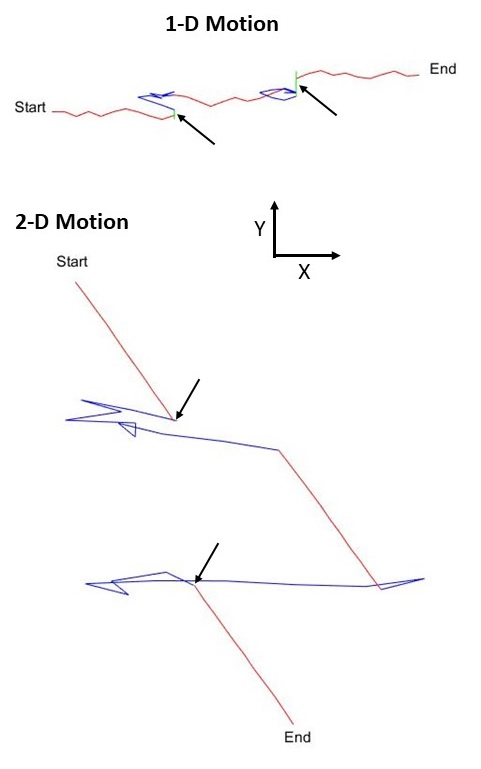 1-D Motion
End
Start
2-D Motion
Y
X
Start
End